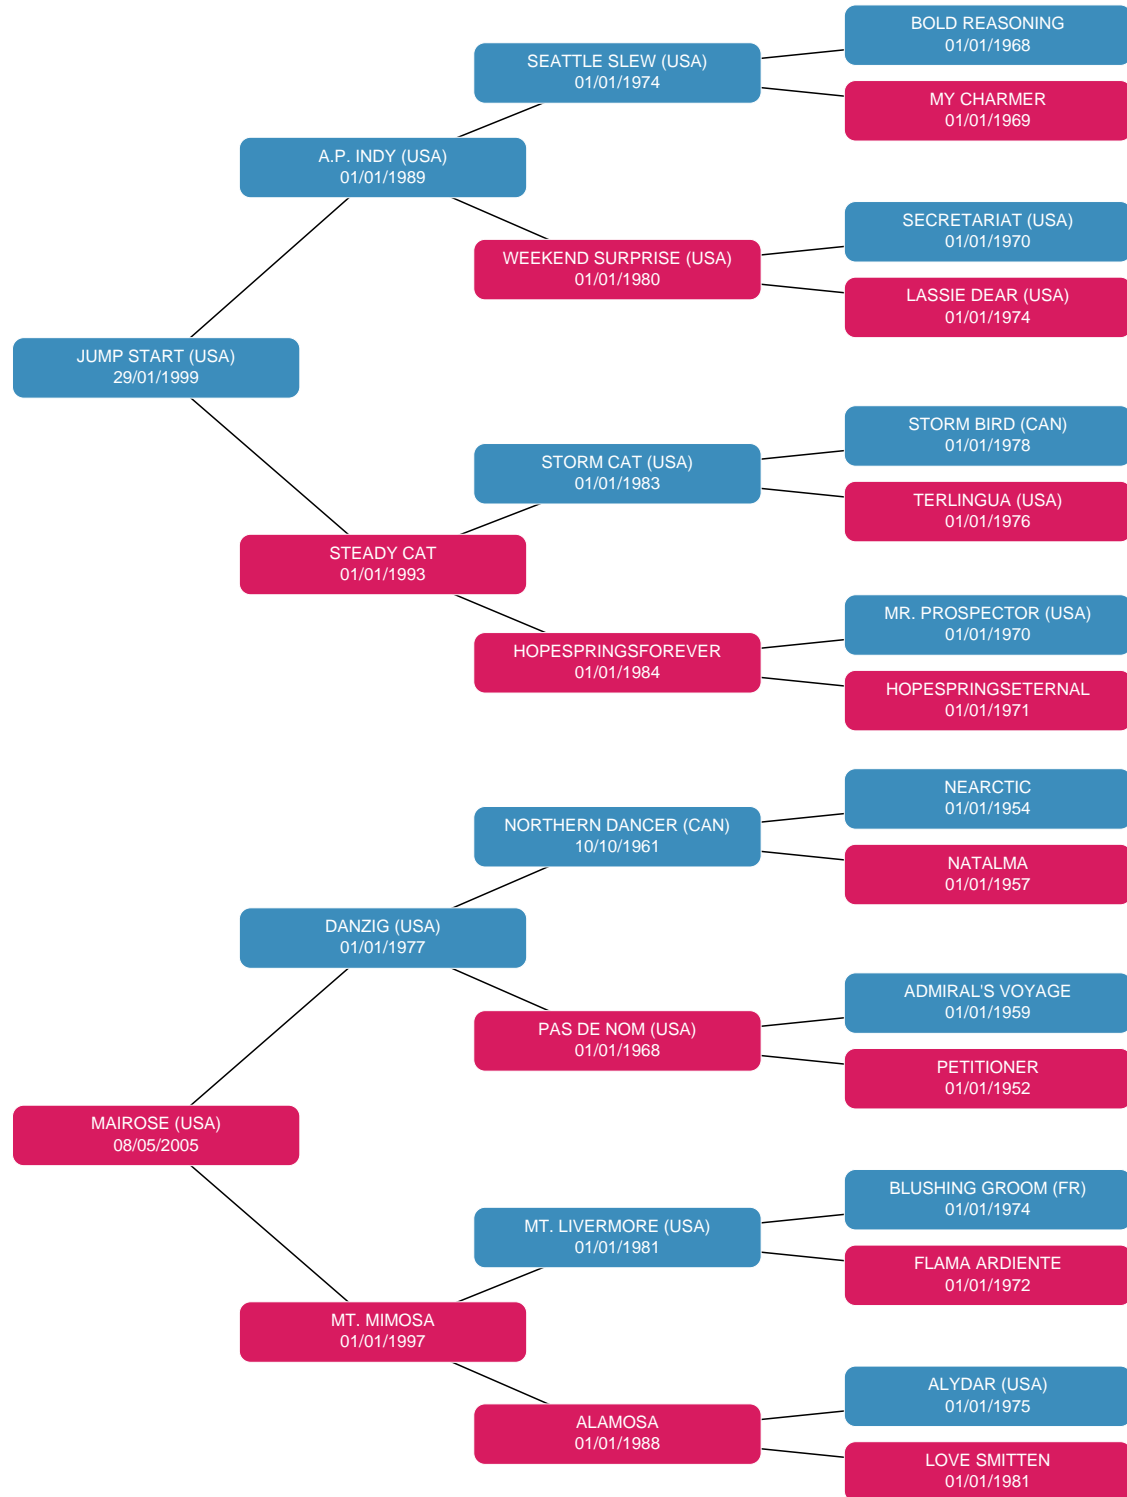 BOLD REASONING
01/01/1968
SEATTLE SLEW (USA)
01/01/1974
MY CHARMER
01/01/1969
A.P. INDY (USA)
01/01/1989
SECRETARIAT (USA)
01/01/1970
WEEKEND SURPRISE (USA)
01/01/1980
LASSIE DEAR (USA)
01/01/1974
JUMP START (USA)
29/01/1999
STORM BIRD (CAN)
01/01/1978
STORM CAT (USA)
01/01/1983
TERLINGUA (USA)
01/01/1976
STEADY CAT
01/01/1993
MR. PROSPECTOR (USA)
01/01/1970
HOPESPRINGSFOREVER
01/01/1984
HOPESPRINGSETERNAL
01/01/1971
NEARCTIC
01/01/1954
NORTHERN DANCER (CAN)
10/10/1961
NATALMA
01/01/1957
DANZIG (USA)
01/01/1977
ADMIRAL'S VOYAGE
01/01/1959
PAS DE NOM (USA)
01/01/1968
PETITIONER
01/01/1952
MAIROSE (USA)
08/05/2005
BLUSHING GROOM (FR)
01/01/1974
MT. LIVERMORE (USA)
01/01/1981
FLAMA ARDIENTE
01/01/1972
MT. MIMOSA
01/01/1997
ALYDAR (USA)
01/01/1975
ALAMOSA
01/01/1988
LOVE SMITTEN
01/01/1981